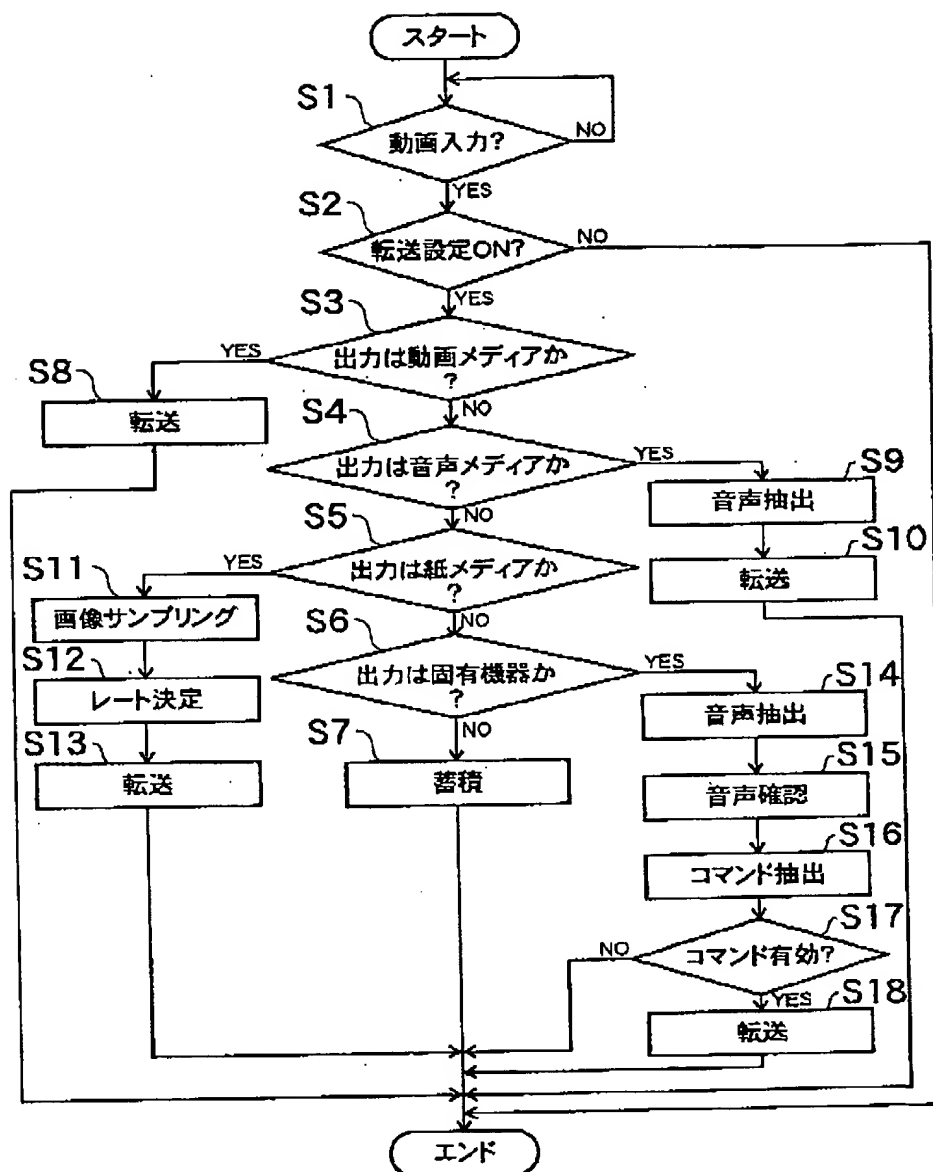 スタート
S1
動画入力?
NO
YES
S2
転送設定ON?
NO
YES
S3
出力は動画メディアか
?
YES
NO
S8
転送
S4
出力は音声メディアか
?
YES
NO
S9
音声抽出
S10
転送
S5
出力は紙メディアか
?
YES
NO
S11
画像サンプリング
S12
レート決定
S13
転送
S6
出力は固有機器か
?
YES
NO
S7
蓄積
S14
音声抽出
S15
音声確認
S16
コマンド抽出
S17
コマンド有効?
NO
YES
S18
転送
エンド